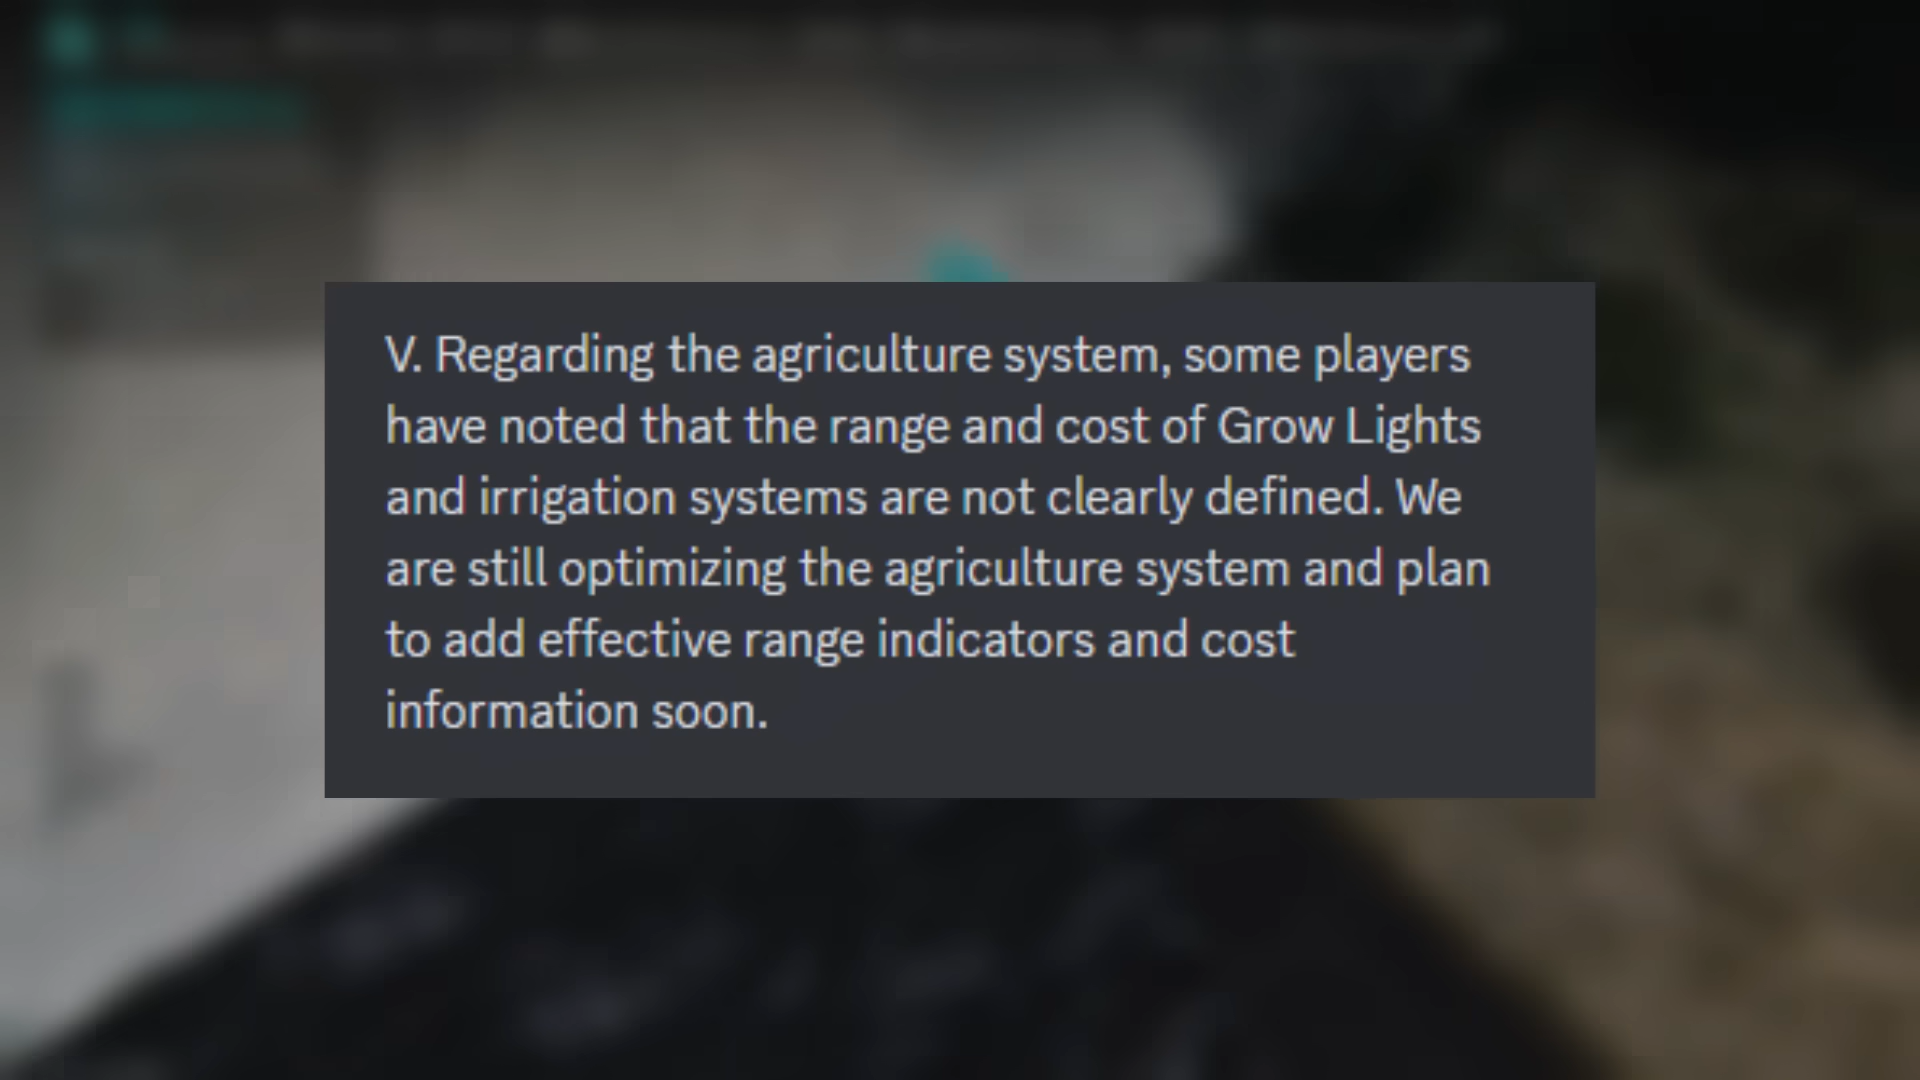 V. Regarding the agriculture system, some players
have noted that the range and cost of Grow Lights
and irrigation systems are not clearly defined. We
are still optimizing the agriculture system and plan
to add effective range indicators and cost
information soon.